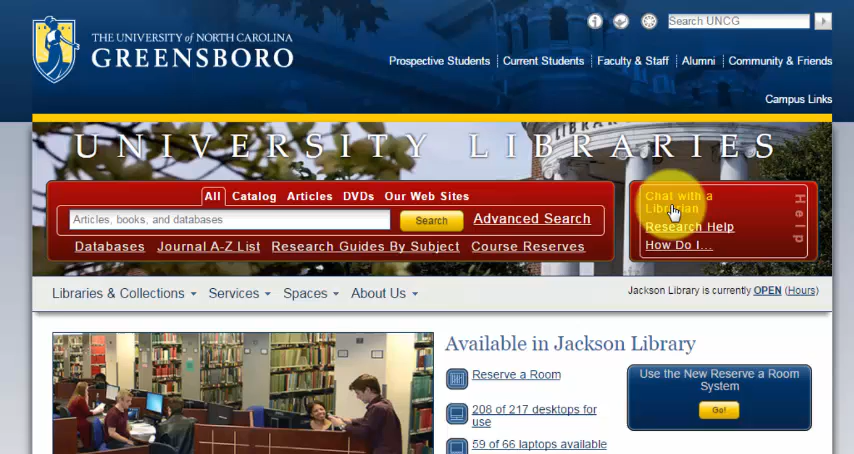 THE UNIVERSITY of NORTH CAROLINA
GREENSBORO
Search UNCG
Prospective Students
Current Students
Faculty & Staff
Alumni
Community & Friends
Campus Links
LIBRARIES
UNIVERSITY LIBRARIES
All Catalog Articles DVDs Our Web Sites
Articles, books, and databases
Search
Advanced Search
Databases Journal A-Z List Research Guides By Subject Course Reserves
Chat with a
Librarian
Research Help
How Do I...
Help
Libraries & Collections
Services
Spaces
About Us
Jackson Library is currently OPEN (Hours)
Available in Jackson Library
Reserve a Room
208 of 217 desktops for
use
59 of 66 laptops available
Use the New Reserve a Room
System
Go!